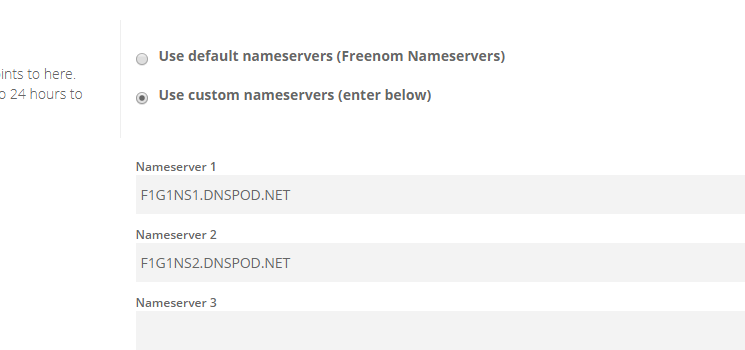 Use default nameservers (Freenom Nameservers)
ints to here.
o 24 hours to
Use custom nameservers (enter below)
Nameserver 1
F1G1NS1.DNSPOD.NET
Nameserver 2
F1G1NS2.DNSPOD.NET
Nameserver 3